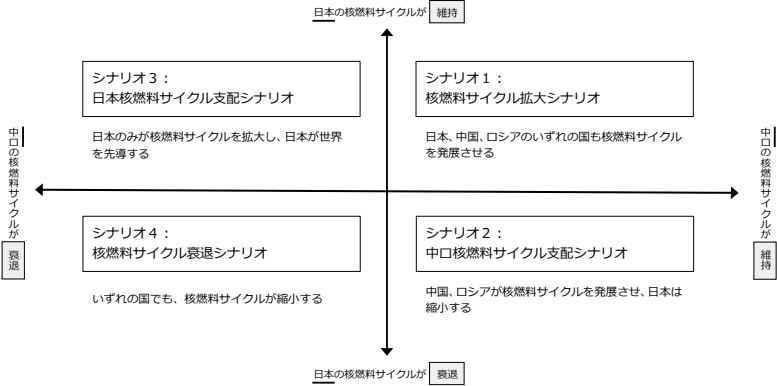 日本の核燃料サイクルが 維持
シナリオ3：
日本核燃料サイクル支配シナリオ
日本のみが核燃料サイクルを拡大し、日本が世界
を先導する
シナリオ1：
核燃料サイクル拡大シナリオ
日本、中国、ロシアのいずれの国も核燃料サイクル
を発展させる
中ロの核燃料サイクルが 衰退
中ロの核燃料サイクルが 維持
シナリオ4：
核燃料サイクル衰退シナリオ
いずれの国でも、核燃料サイクルが縮小する
シナリオ2：
中ロ核燃料サイクル支配シナリオ
中国、ロシアが核燃料サイクルを発展させ、日本は
縮小する
日本の核燃料サイクルが 衰退